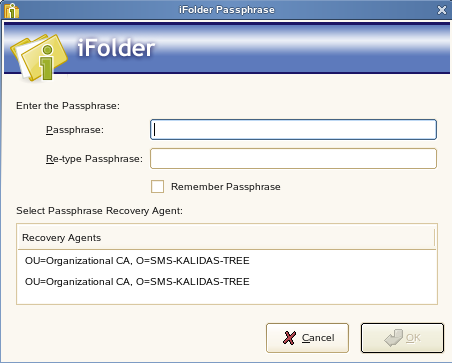 iFolder Passphrase
iFolder
Enter the Passphrase:
Passphrase:
Re-type Passphrase:
Remember Passphrase
Select Passphrase Recovery Agent:
Recovery Agents
OU=Organizational CA, O=SMS-KALIDAS-TREE
OU=Organizational CA, O=SMS-KALIDAS-TREE
Cancel
OK